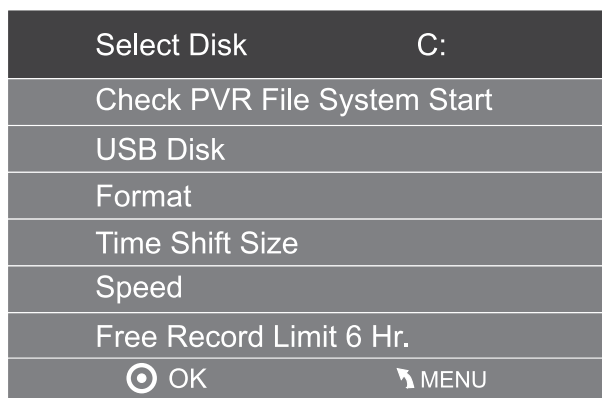 Select Disk C:
Check PVR File System Start
USB Disk
Format
Time Shift Size
Speed
Free Record Limit 6 Hr.
OK MENU